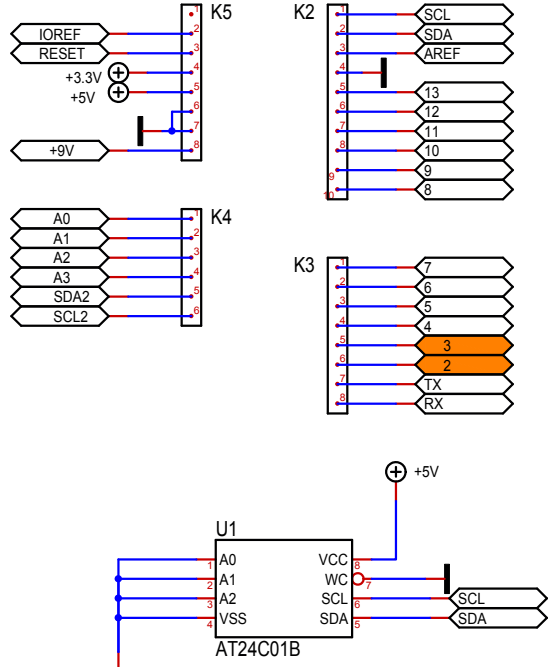 K5
1
IOREF 2
RESET 3
+3.3V 4
+5V 5
6
7
+9V 8
K2
1 SCL
2 SDA
3 AREF
4
5 13
6 12
7 11
8 10
9 9
10 8
K4
A0 1
A1 2
A2 3
A3 4
SDA2 5
SCL2 6
K3
1 7
2 6
3 5
4 4
5 3
6 2
7 TX
8 RX
+5V
U1
1 A0 VCC 8
2 A1 WC 7
3 A2 SCL 6 SCL
4 VSS SDA 5 SDA
AT24C01B